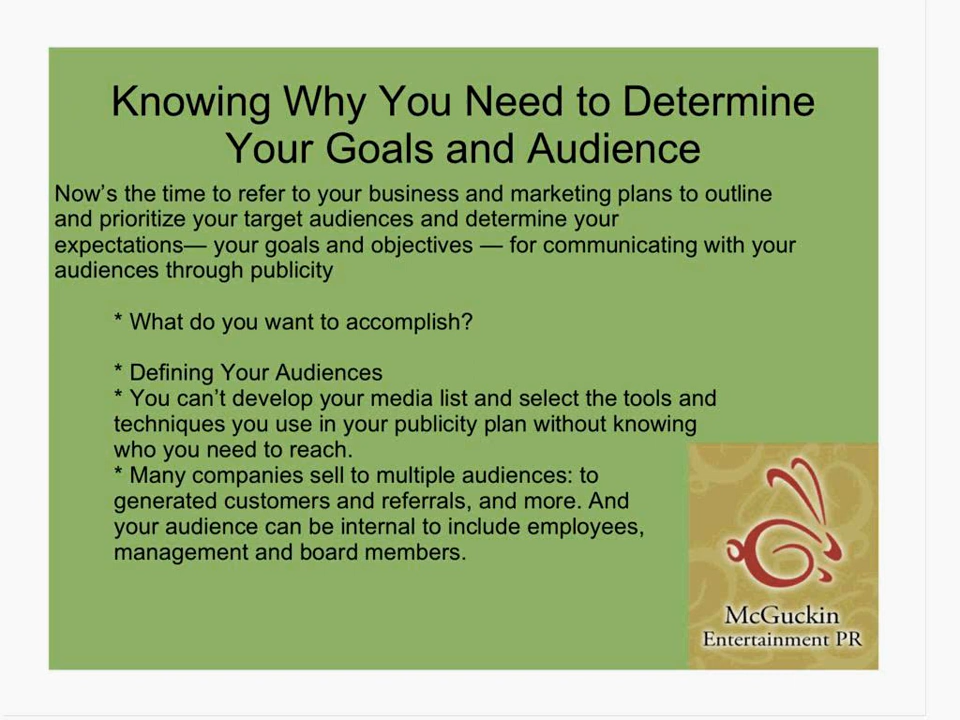 Knowing Why You Need to Determine
Your Goals and Audience
Now’s the time to refer to your business and marketing plans to outline
and prioritize your target audiences and determine your
expectations— your goals and objectives — for communicating with your
audiences through publicity
* What do you want to accomplish?
* Defining Your Audiences
* You can’t develop your media list and select the tools and
techniques you use in your publicity plan without knowing
who you need to reach.
* Many companies sell to multiple audiences: to
generated customers and referrals, and more. And
your audience can be internal to include employees,
management and board members.
McGuckin
Entertainment PR